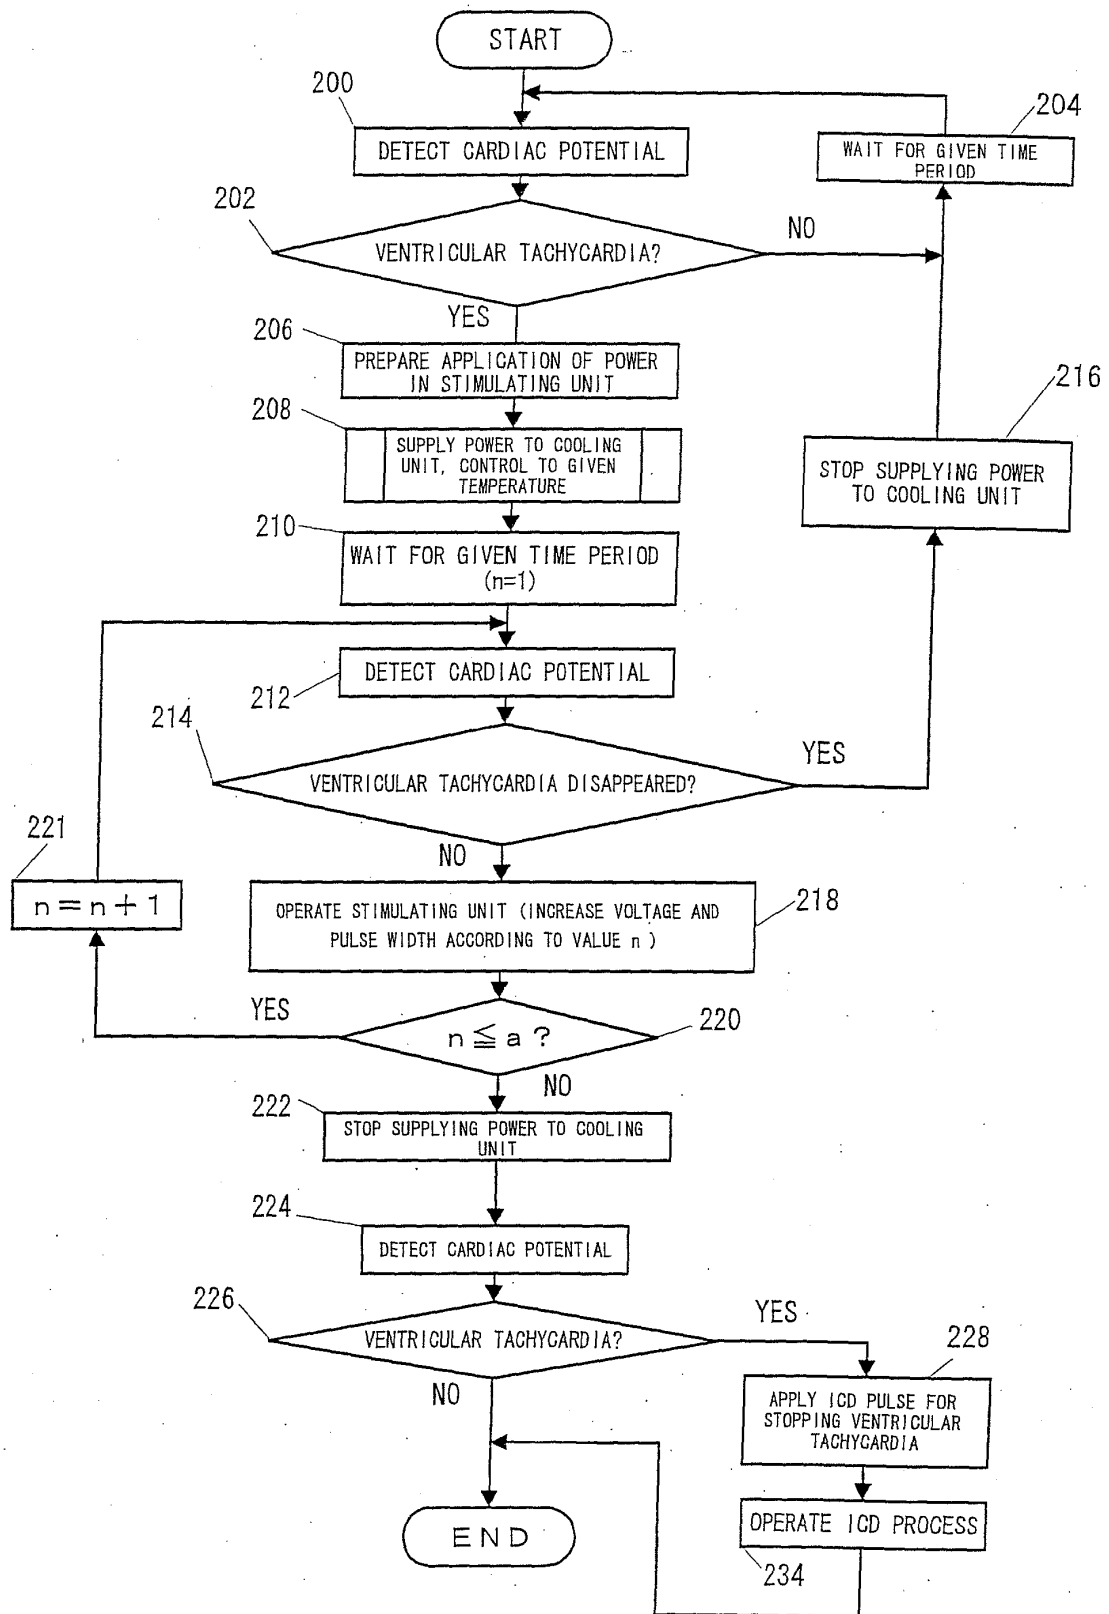 START
200
DETECT CARDIAC POTENTIAL
204
WAIT FOR GIVEN TIME
PERIOD
202
VENTRICULAR TACHYCARDIA?
NO
YES
206
PREPARE APPLICATION OF POWER
IN STIMULATING UNIT
208
SUPPLY POWER TO COOLING
UNIT, CONTROL TO GIVEN
TEMPERATURE
216
STOP SUPPLYING POWER
TO COOLING UNIT
210
WAIT FOR GIVEN TIME PERIOD
(n=1)
212
DETECT CARDIAC POTENTIAL
214
VENTRICULAR TACHYCARDIA DISAPPEARED?
YES
NO
221
n=n+1
218
OPERATE STIMULATING UNIT (INCREASE VOLTAGE AND
PULSE WIDTH ACCORDING TO VALUE n )
YES
220
n≦a?
NO
222
STOP SUPPLYING POWER TO COOLING
UNIT
224
DETECT CARDIAC POTENTIAL
226
VENTRICULAR TACHYCARDIA?
YES
NO
228
APPLY ICD PULSE FOR
STOPPING VENTRICULAR
TACHYCARDIA
OPERATE ICD PROCESS
234
END